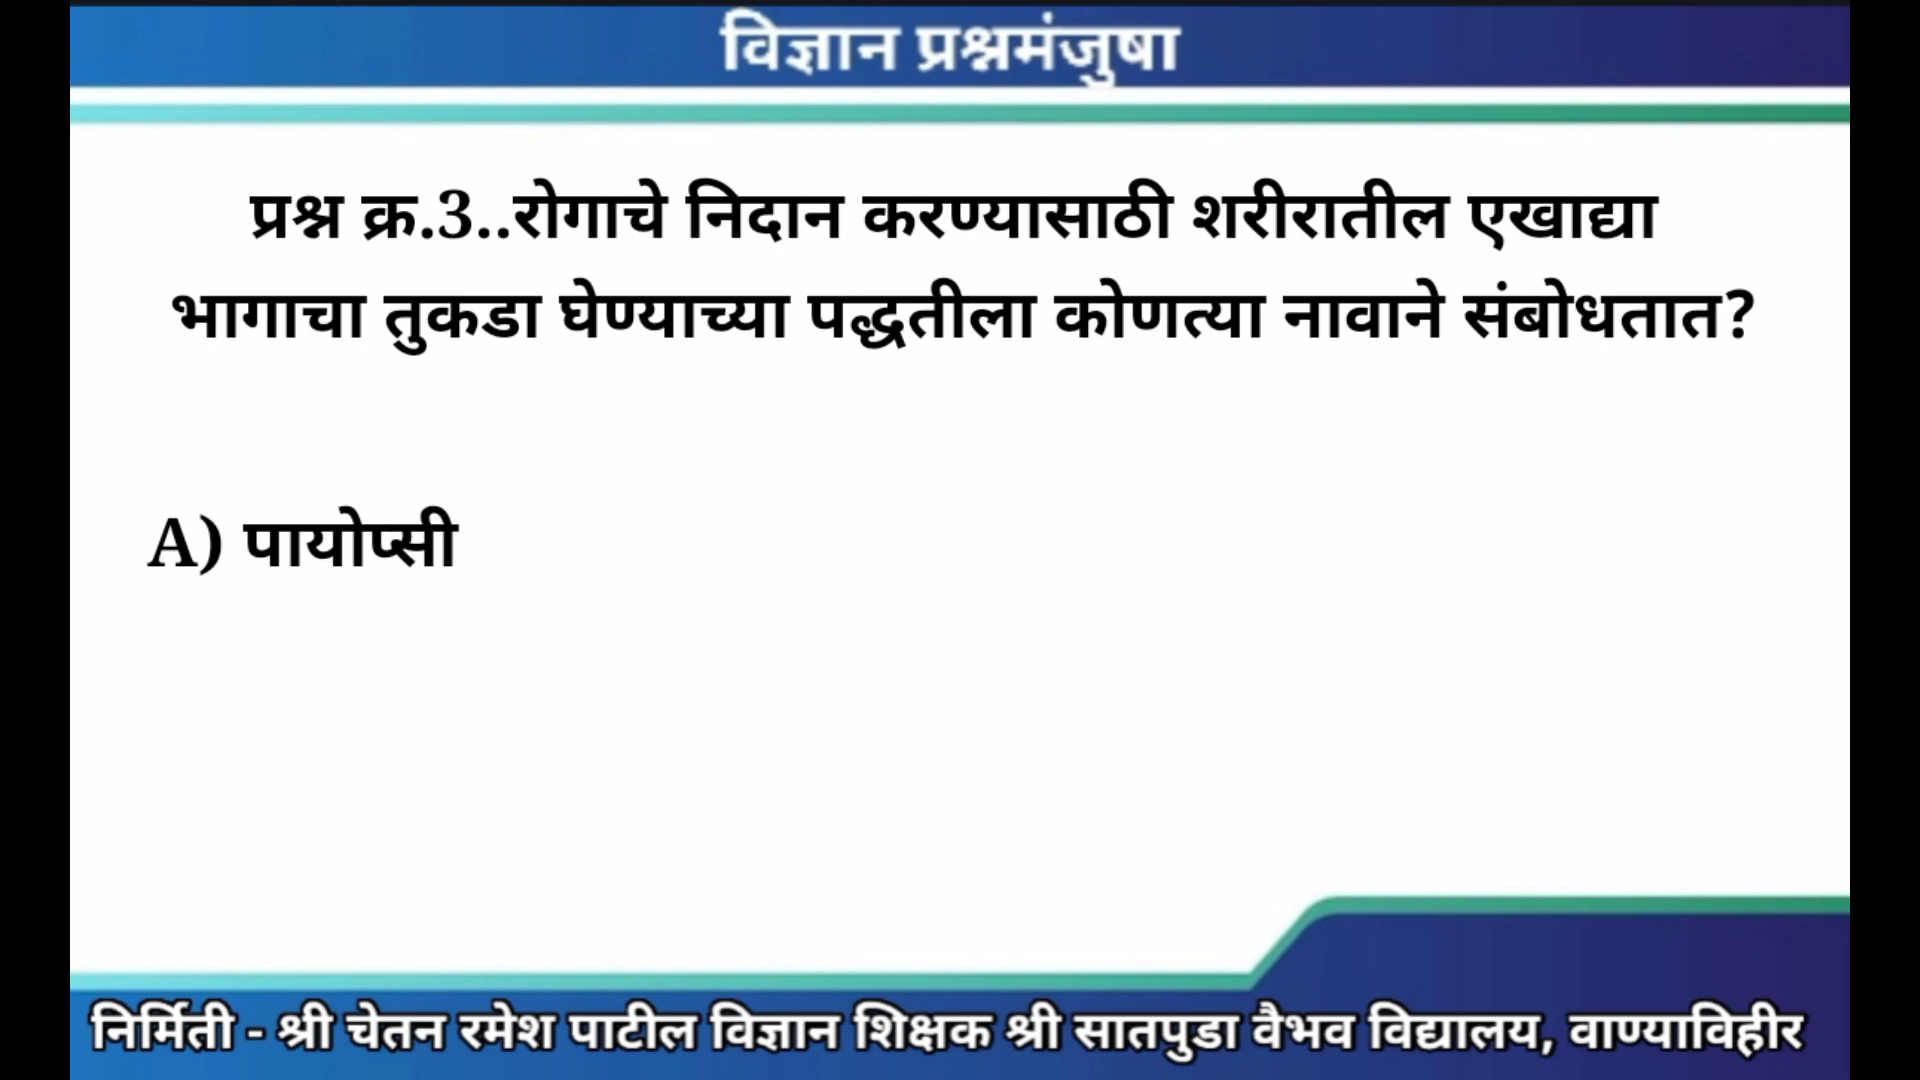 विज्ञान प्रश्नमंजुषा
प्रश्न क्र.3..रोगाचे निदान करण्यासाठी शरीरातील एखाद्या
भागाचा तुकडा घेण्याच्या पद्धतीला कोणत्या नावाने संबोधतात?
A) पायोप्सी
निर्मिती - श्री चेतन रमेश पाटील विज्ञान शिक्षक श्री सातपुडा वैभव विद्यालय, वाण्याविहीर